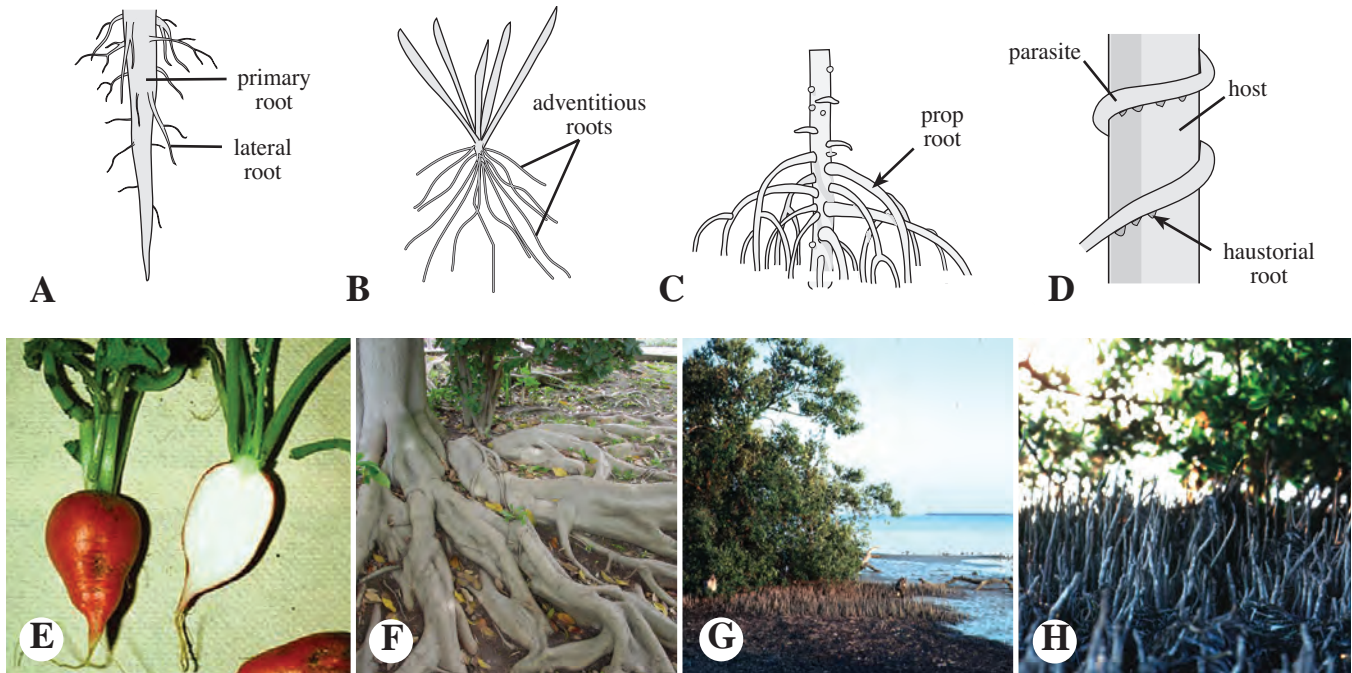 primary
root
lateral
root
A
adventitious
roots
B
prop
root
C
parasite
host
haustorial
root
D
E
F
G
H